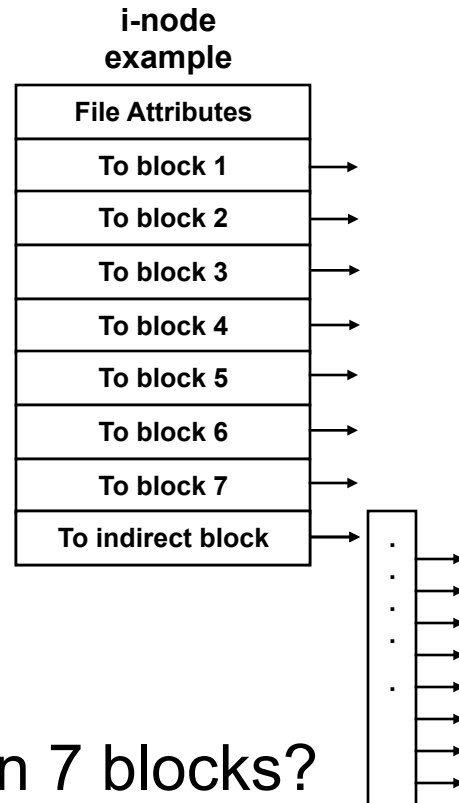 i-node
example
File Attributes
To block 1
To block 2
To block 3
To block 4
To block 5
To block 6
To block 7
To indirect block
.
.
.
.
.
n 7 blocks?